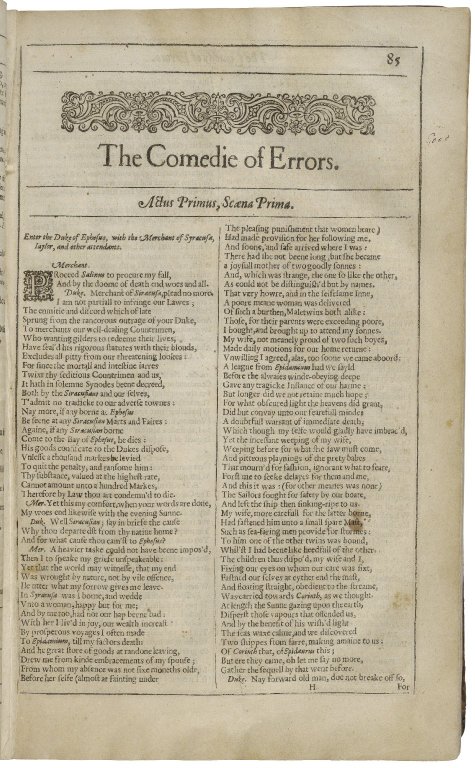 85
The Comedie of Errors.
Actus Primus, Scæna Prima.
Enter the Duke of Ephesus, with the Merchant of Syracusa,
Iaylor, and other attendants.
Merchant.
PRoceed Solinus to procure my fall,
And by the doome of death end woes and all.
Duke. Merchant of Siracusa, plead no more.
I am not partiall to infringe our Lawes;
The enmitie and discord which of late
Sprung from the rancorous outrage of your Duke,
To merchants our well-dealing Countrimen,
Who wanting gilders to redeeme their liues,
Haue seal'd his rigorous statutes with their blouds,
Excludes all pitty from our threatning lookes:
For since the mortall and intestine iarres
Twixt thy seditious Countrimen and vs,
It hath in solemne Synodes beene decreed,
Both by the Siracusians and our selues,
T'admit no trafficke to our aduerse townes:
Nay more, if any borne at Ephesus
Be seene at any Siracusian Marts and Faires:
Againe, if any Siracusian borne
Come to the Bay of Ephesus, he dies:
His goods confiscate to the Dukes dispose,
Vnlesse a thousand markes be leuied
To quit the penalty, and ransome him:
Thy substance, valued at the highest rate,
Cannot amount vnto a hundred Markes,
Therefore by Law thou art condemn'd to die.
Mer. Yet this my comfort, when your words are done,
My woes end likewise with the euening Sonne.
Duk. Well Siracusian; say in briefe the cause
Why thou departedst from thy natiue home?
And for what cause thou cam'st to Ephesus?
Mer. A heauier taske could not haue beene impos'd,
Then I to speake my griefe vnspeakeable:
Yet that the world may witnesse, that my end
Was wrought by nature, not by vile offence,
Ile vtter what my sorrow giues me leaue.
In Syracusa was I borne, and wedde
Vnto a woman, happy but for me,
And by me too, had not our hap beene bad:
With her I liu'd in ioy, our wealth increast
By prosperous voyages I often made
To Epidamium, till my factors death:
And he great store of goods at randone leauing,
Drew me from kinde embracements of my spouse;
From whom my absence was not sixe moneths olde,
Before her selfe (almost at fainting vnder
The pleasing punishment that women beare)
Had made prouision for her following me,
And soone, and safe arriued where I was:
There had she not beene long, but she became
A ioyfull mother of two goodly sonnes:
And, which was strange, the one so like the other,
As could not be distinguish'd but by names.
That very howre, and in the selfe-same Inne,
A poore meane woman was deliuered
Of such a burthen, Male twins both alike:
Those, for their parents were exceeding poore,
I bought, and brought vp to attend my sonnes.
My wife, not meanely prowd of two such boyes,
Made daily motions for our home returne:
Vnwilling I agreed, alas, too soone wee came aboord:
A league from Epidamium had we saild
Before the alwaies-winde-obeying deepe
Gaue any tragicke Instance of our harme:
But longer did we not retaine much hope;
For what obscured light the heauens did grant,
Did but conuay vnto our fearefull mindes
A doubtfull warrant of immediate death,
Which though my selfe would gladly haue imbrac'd,
Yet the incessant weeping of my wife,
Weeping before for what she saw must come,
And pitteous playnings of the prety babes
That mourn'd for fashion, ignorant what to feare,
Forst me to seeke delayes for them and me,
And this it was: (for other meanes was none)
The Sailors sought for safety by our boate,
And left the ship then sinking-ripe to vs.
My wife, more carefull for the latter borne,
Had fastned him vnto a small spare Mast,
Such as sea-faring men prouide for stormes:
To him one of the other twins was bound,
Whil'st I had beene like heedfull of the other.
The children thus dispos'd, my wife and I,
Fixing our eyes on whom our care was fixt,
Fastned our selues at eyther end the mast,
And floating straight, obedient to the streame,
Was carried towards Corinth, as we thought.
At length the sonne gazing vpon the earth,
Disperst those vapours that offended vs,
And by the benefit of his wished light
The seas waxt calme, and we discouered
Two shippes from farre, making amaine to vs:
Of Corinth that, of Epidarus this,
But ere they came, oh let me say no more,
Gather the sequell by that went before.
Duk. Nay forward old man, doe not breake off so,
H
For